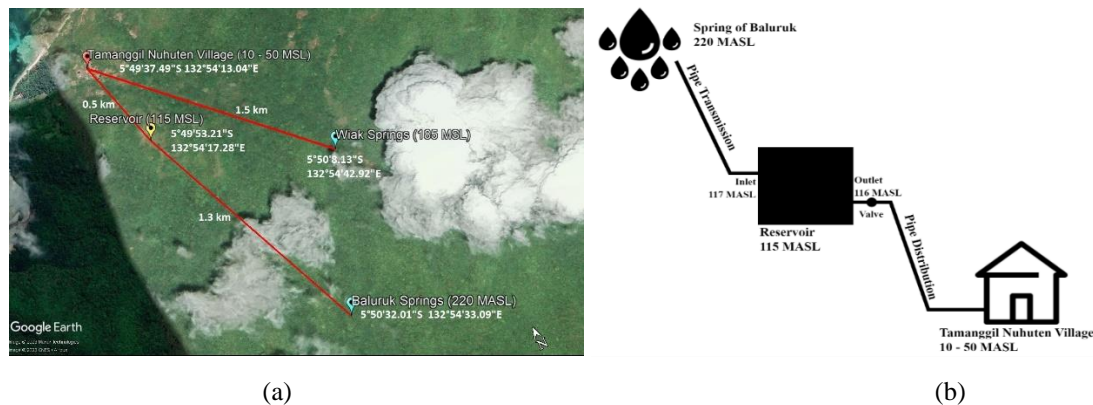 Tamanggil Nuhuten Village (10 - 50 MSL)
5°49'37.49"S 132°54'13.04"E
0.5 km
1.5 km
Reservoir (115 MSL)
5°49'53.21"S
132°54'17.28"E
Wiak Springs (185 MSL)
5°50'8.13"S
132°54'42.92"E
1.3 km
Baluruk Springs (220 MASL)
5°50'32.01"S 132°54'33.09"E
Google Earth
N
(a)
Spring of Baluruk
220 MASL
Pipe Transmission
Inlet
117 MASL
Outlet
116 MASL
Valve
Reservoir
115 MASL
Pipe Distribution
Tamanggil Nuhuten Village
10 - 50 MASL
(b)